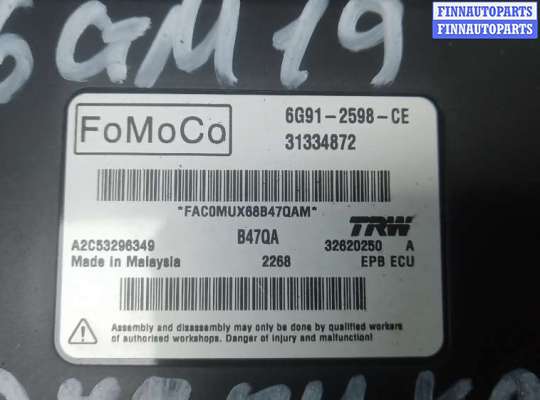 FINNAUTOPARTS
FINNAUTOPARTS
6GM19
FoMoCo
6G91-2598-CE
31334872
*FAC0MUX68B47QAM*
B47QA
TRW
A2C53296349
32620250 A
Made in Malaysia
2268
EPB ECU
Assembly and disassembly may only be done by qualified workers
of authorised workshops. Danger of injury and malfunction!